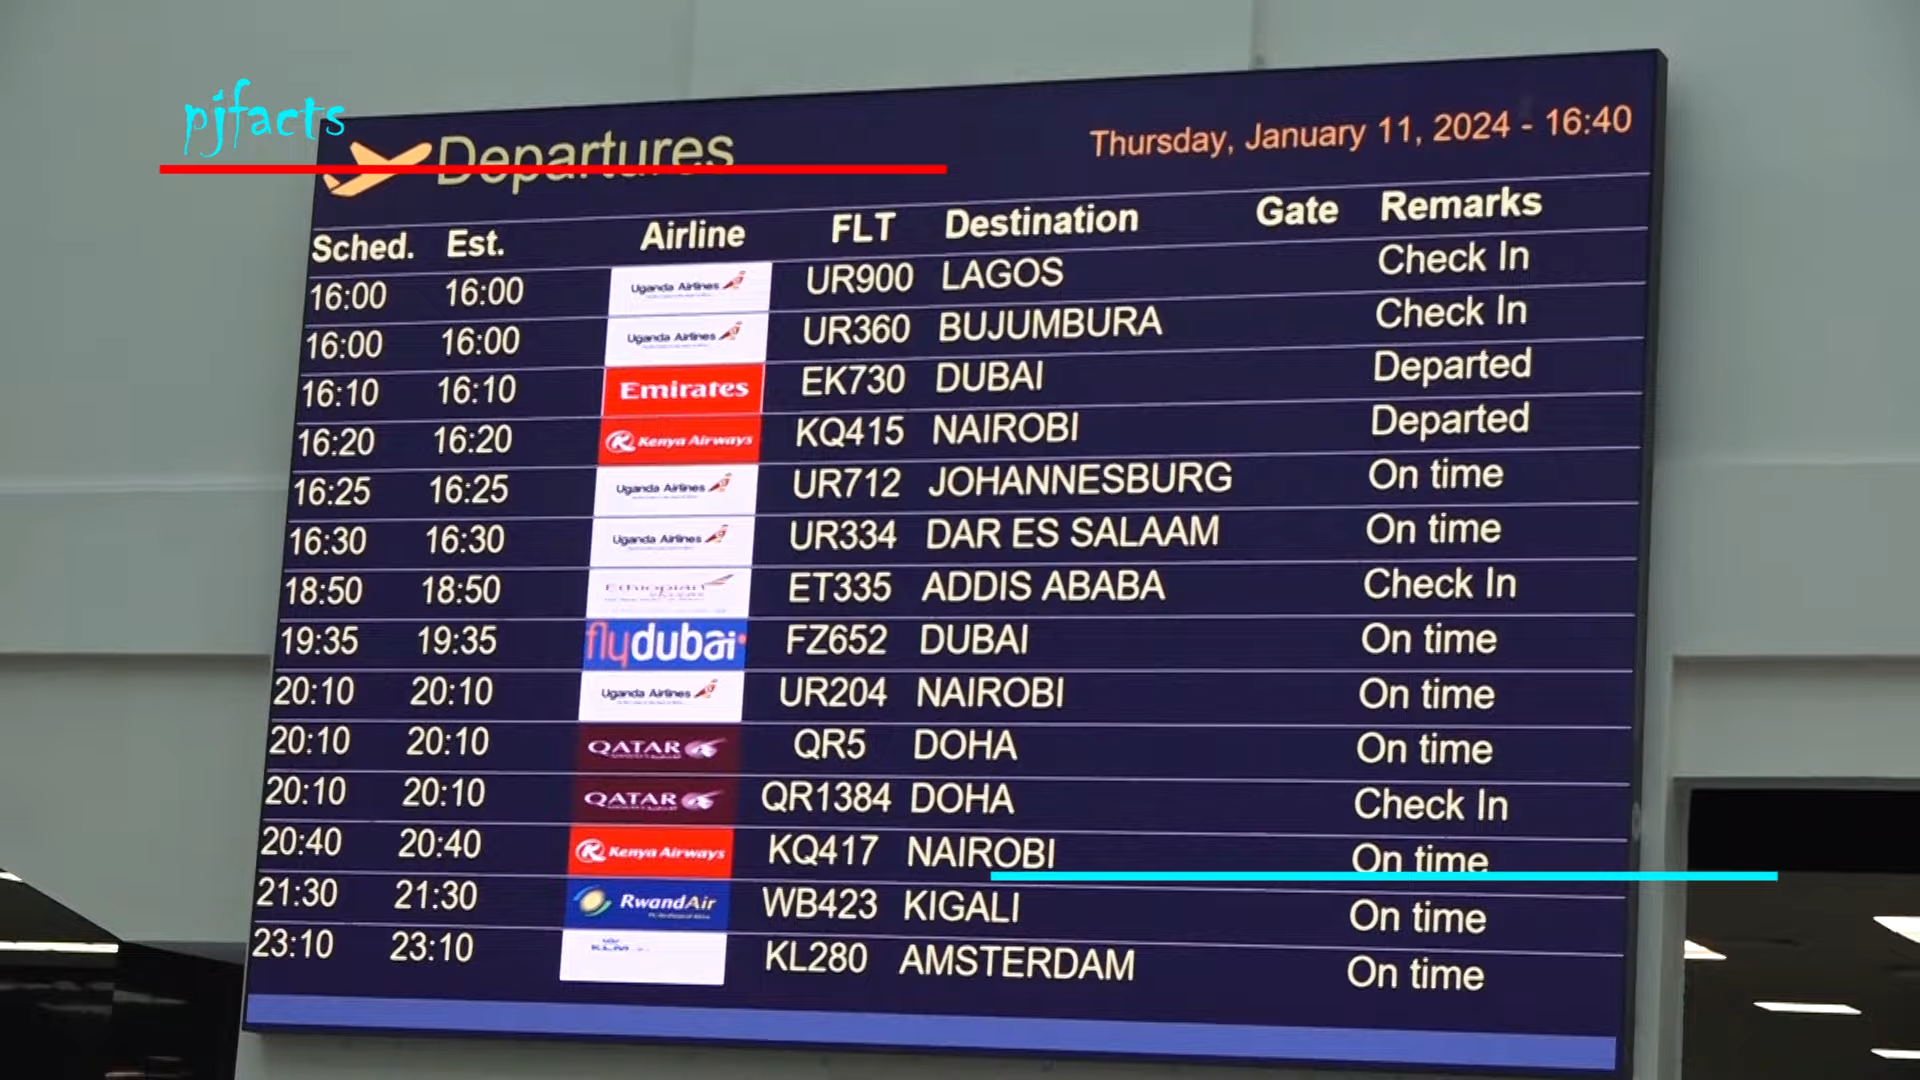 pjfacts
Departures Thursday, January 11, 2024 - 16:40
Sched. Est. Airline FLT Destination Gate Remarks
16:00 16:00 Uganda Airlines UR900 LAGOS Check In
16:00 16:00 Uganda Airlines UR360 BUJUMBURA Check In
16:10 16:10 Emirates EK730 DUBAI Departed
16:20 16:20 Kenya Airways KQ415 NAIROBI Departed
16:25 16:25 Uganda Airlines UR712 JOHANNESBURG On time
16:30 16:30 Uganda Airlines UR334 DAR ES SALAAM On time
18:50 18:50 Ethiopian ET335 ADDIS ABABA Check In
19:35 19:35 flydubai FZ652 DUBAI On time
20:10 20:10 Uganda Airlines UR204 NAIROBI On time
20:10 20:10 QATAR QR5 DOHA On time
20:10 20:10 QATAR QR1384 DOHA Check In
20:40 20:40 Kenya Airways KQ417 NAIROBI On time
21:30 21:30 RwandAir WB423 KIGALI On time
23:10 23:10 KLM KL280 AMSTERDAM On time